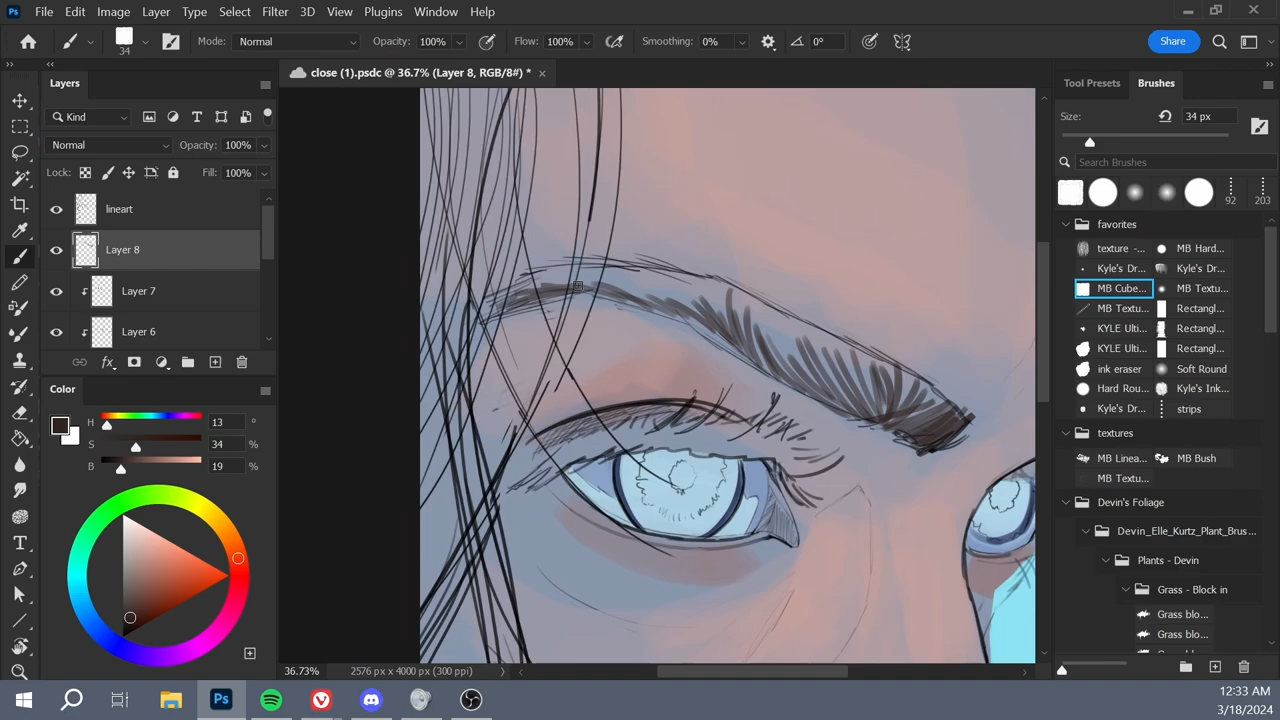 Ps File Edit Image Layer Type Select Filter 3D View Plugins Window Help
34 Mode: Normal Opacity: 100% Flow: 100% Smoothing: 0% 0° Share
Layers
close (1).psdc @ 36.7% (Layer 8, RGB/8#) *
Tool Presets Brushes
Kind
Size: 34 px
Normal Opacity: 100%
Search Brushes
Lock: Fill: 100%
92 203
lineart
Layer 8
Layer 7
Layer 6
favorites
texture -... MB Hard...
Kyle's Dr... Kyle's Dr...
MB Cube... MB Textu...
MB Textu... Rectangl...
KYLE Ulti... Rectangl...
KYLE Ulti... Rectangl...
ink eraser Soft Round
Hard Rou... Kyle's Ink...
Kyle's Dr... strips
textures
MB Linea... MB Bush
MB Textu...
Devin's Foliage
Devin_Elle_Kurtz_Plant_Brus...
Plants - Devin
Grass - Block in
Grass blo...
Grass blo...
Color
H 13 °
S 34 %
B 19 %
36.73% 2576 px x 4000 px (300 ppi)
Ps
12:33 AM
3/18/2024